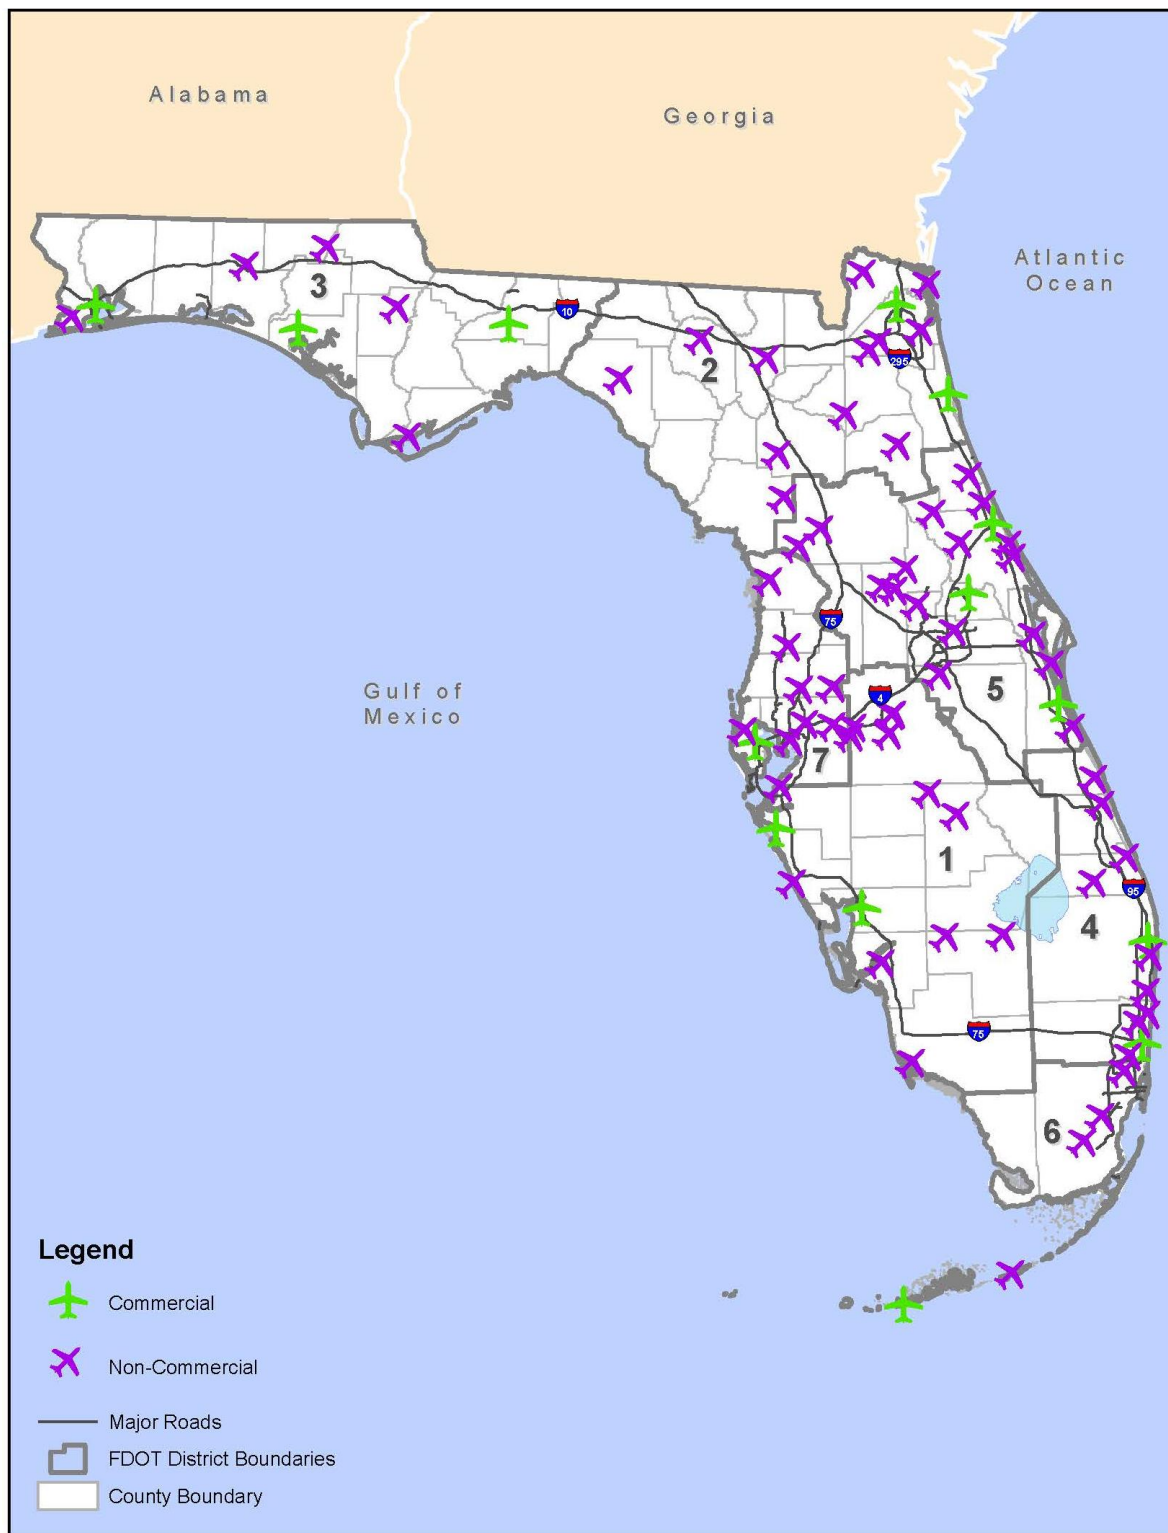 Alabama
Georgia
Atlantic
Ocean
3
10
2
295
75
Gulf of
Mexico
4
5
7
1
95
4
75
6
Legend
Commercial
Non-Commercial
Major Roads
FDOT District Boundaries
County Boundary